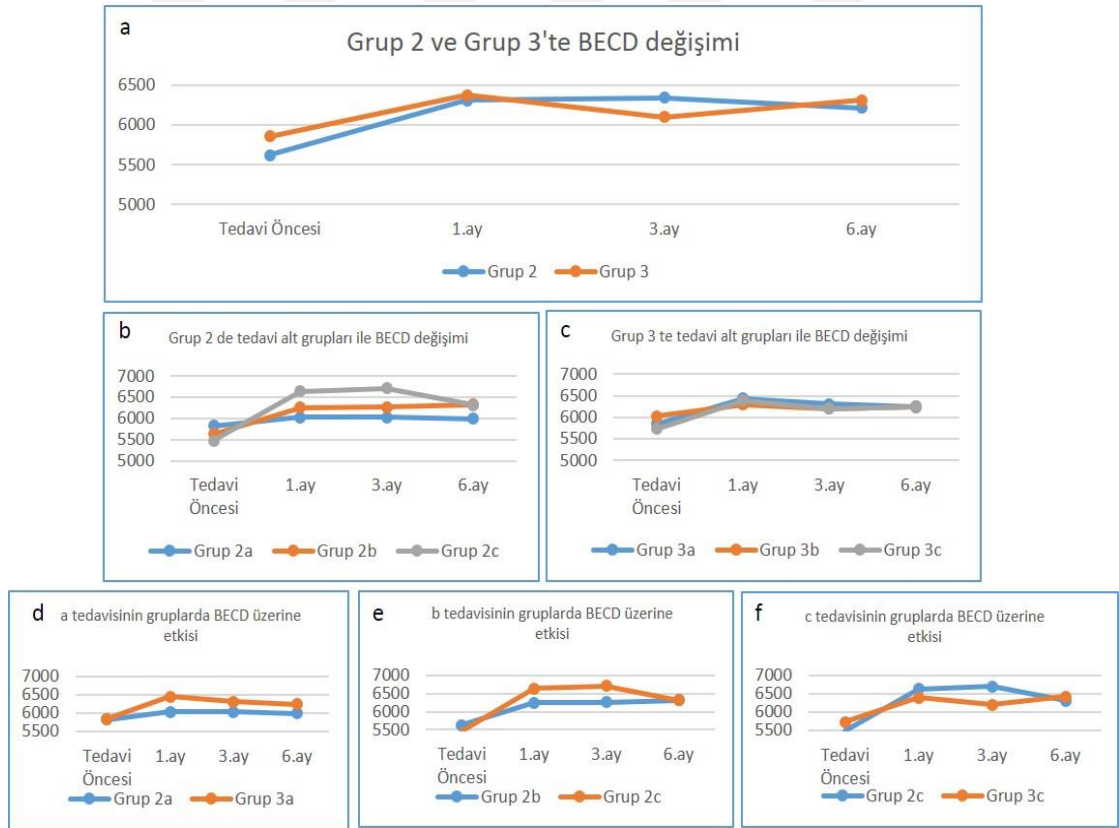 a
Grup 2 ve Grup 3'te BECD değişimi
6500
6000
5500
5000
Tedavi Öncesi 1.ay 3.ay 6.ay
Grup 2 Grup 3
b
Grup 2 de tedavi alt grupları ile BECD değişimi
7000
6500
6000
5500
5000
Tedavi Öncesi 1.ay 3.ay 6.ay
Grup 2a Grup 2b Grup 2c
c
Grup 3 te tedavi alt grupları ile BECD değişimi
7000
6500
6000
5500
5000
Tedavi Öncesi 1.ay 3.ay 6.ay
Grup 3a Grup 3b Grup 3c
d
a tedavisinin gruplarda BECD üzerine
etkisi
7000
6500
6000
5500
Tedavi Öncesi 1.ay 3.ay 6.ay
Grup 2a Grup 3a
e
b tedavisinin gruplarda BECD üzerine
etkisi
7000
6500
6000
5500
Tedavi Öncesi 1.ay 3.ay 6.ay
Grup 2b Grup 2c
f
c tedavisinin gruplarda BECD üzerine
etkisi
7000
6500
6000
5500
Tedavi Öncesi 1.ay 3.ay 6.ay
Grup 2c Grup 3c